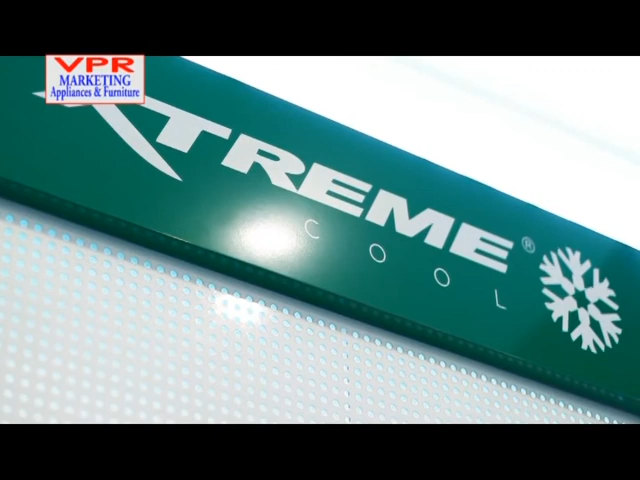 VPR
MARKETING
Appliances & Furniture
XTREME®
COOL